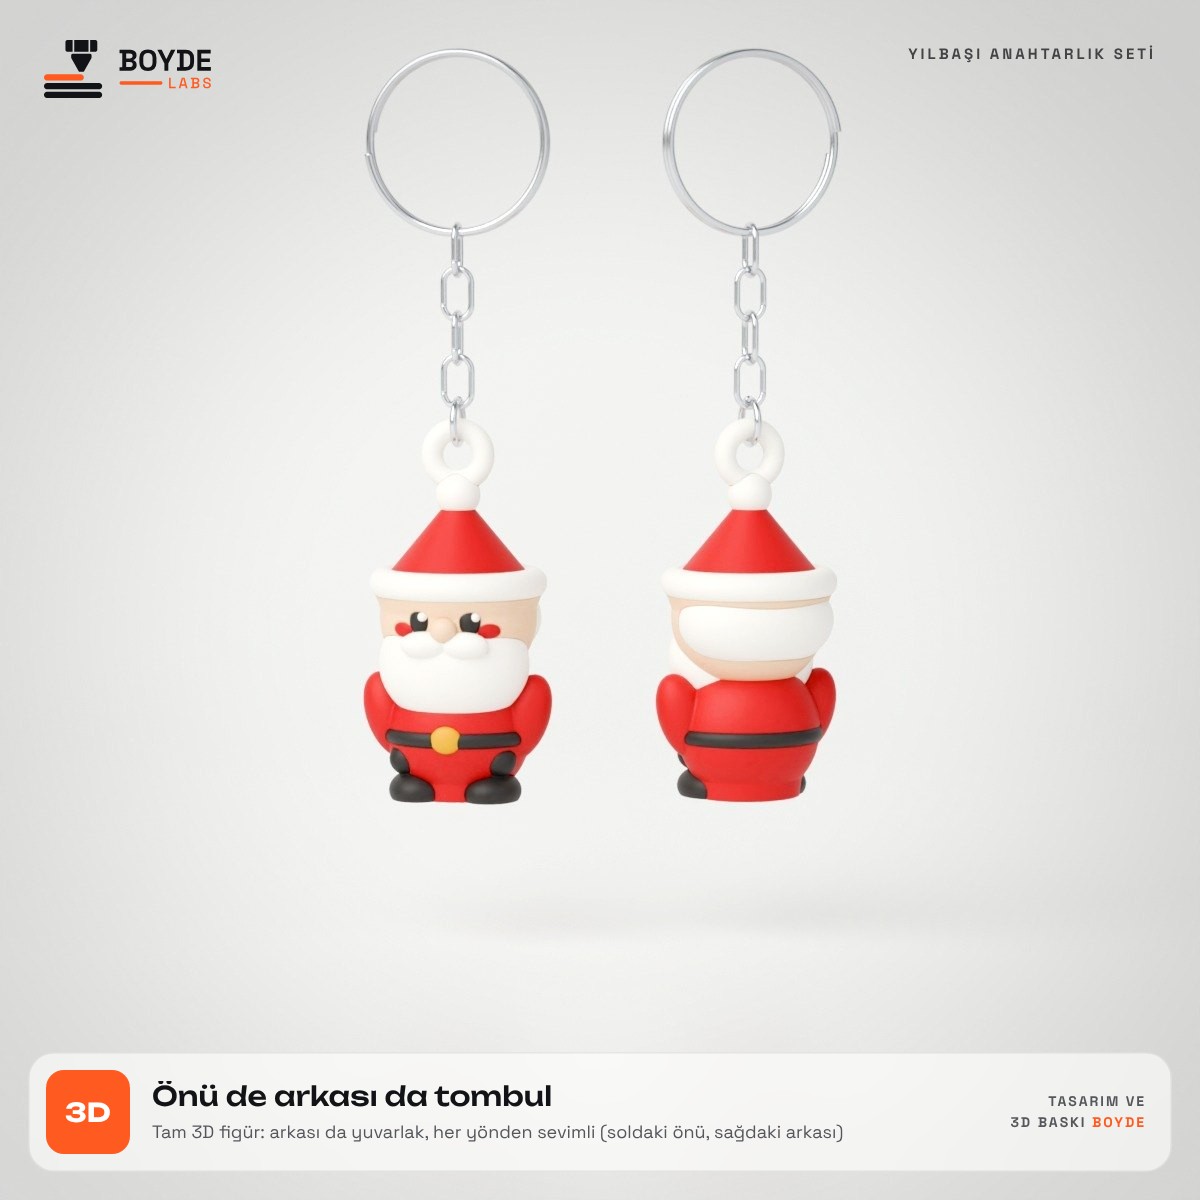 BOYDE
LABS
YILBAŞI ANAHTARLIK SETİ
3D
Önü de arkası da tombul
Tam 3D figür: arkası da yuvarlak, her yönden sevimli (soldaki önü, sağdaki arkası)
TASARIM VE
3D BASKI BOYDE